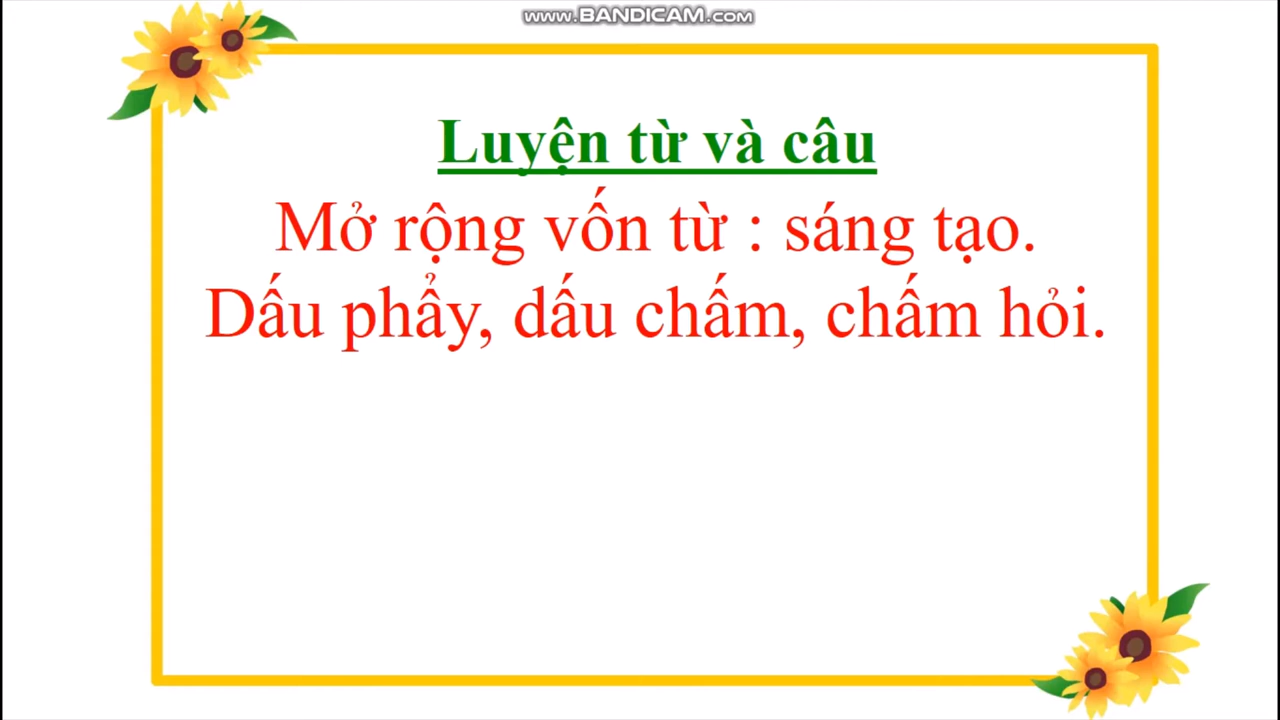 www.BANDICAM.com
Luyện từ và câu
Mở rộng vốn từ : sáng tạo.
Dấu phẩy, dấu chấm, chấm hỏi.